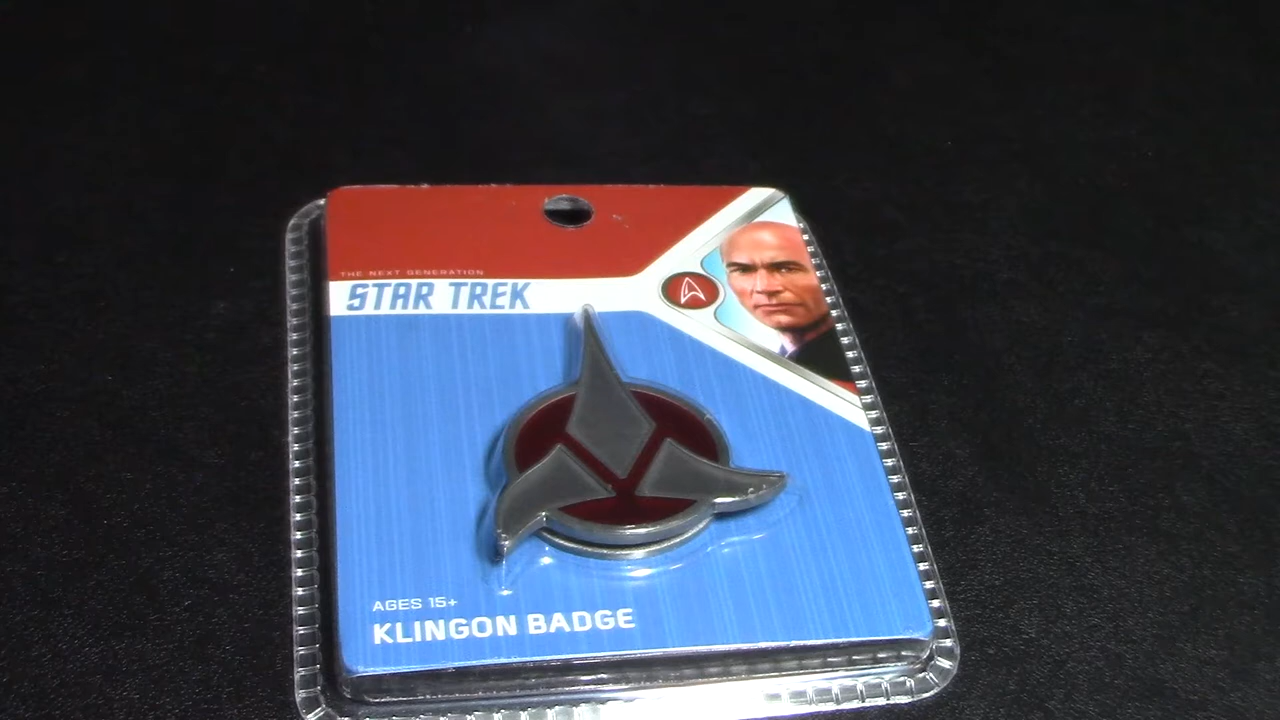 THE NEXT GENERATION
STAR TREK
AGES 15+
KLINGON BADGE